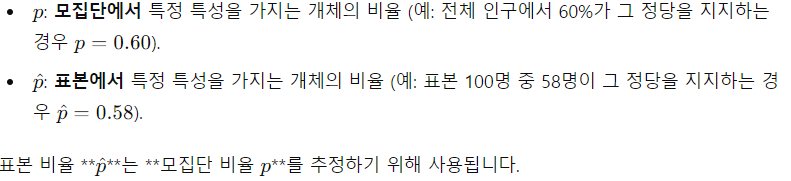 • p: 모집단에서 특정 특성을 가지는 개체의 비율 (예: 전체 인구에서 60%가 그 정당을 지지하는
경우 p = 0.60).
• p̂: 표본에서 특정 특성을 가지는 개체의 비율 (예: 표본 100명 중 58명이 그 정당을 지지하는 경
우 p̂ = 0.58).
표본 비율 **p̂**는 **모집단 비율 p**를 추정하기 위해 사용됩니다.